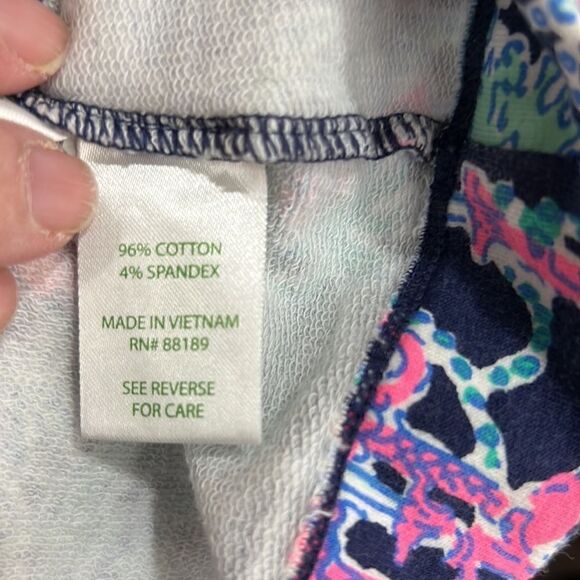 96% COTTON
4% SPANDEX
MADE IN VIETNAM
RN# 88189
SEE REVERSE
FOR CARE